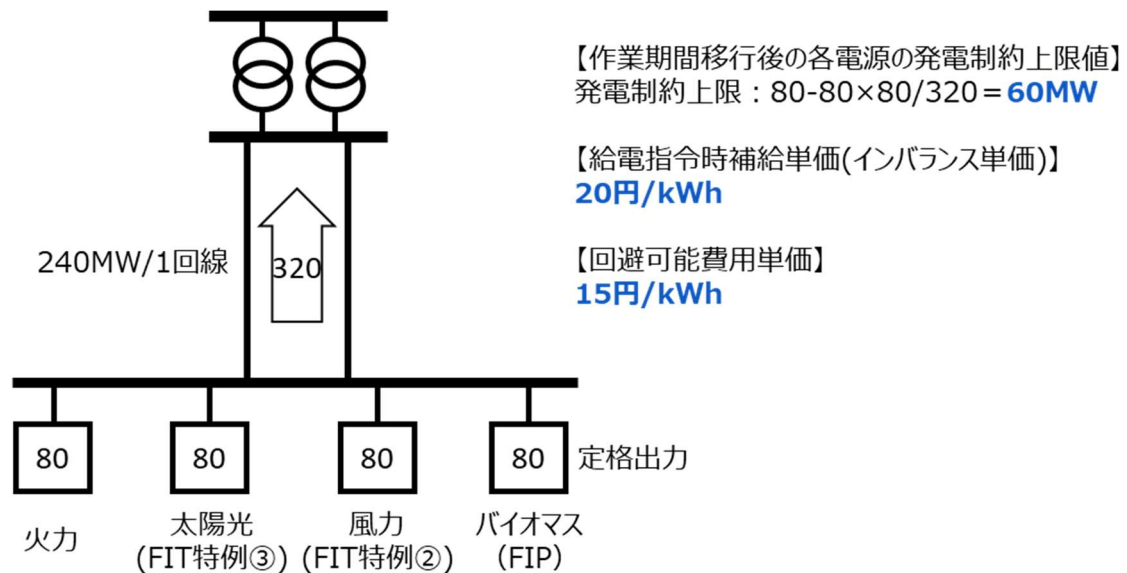 【作業期間移行後の各電源の発電制約上限値】
発電制約上限：80-80×80/320＝60MW
【給電指令時補給単価(インバランス単価)】
20円/kWh
240MW/1回線
320
【回避可能費用単価】
15円/kWh
80
80
80
80
定格出力
火力
太陽光
(FIT特例③)
風力
(FIT特例②)
バイオマス
（FIP）